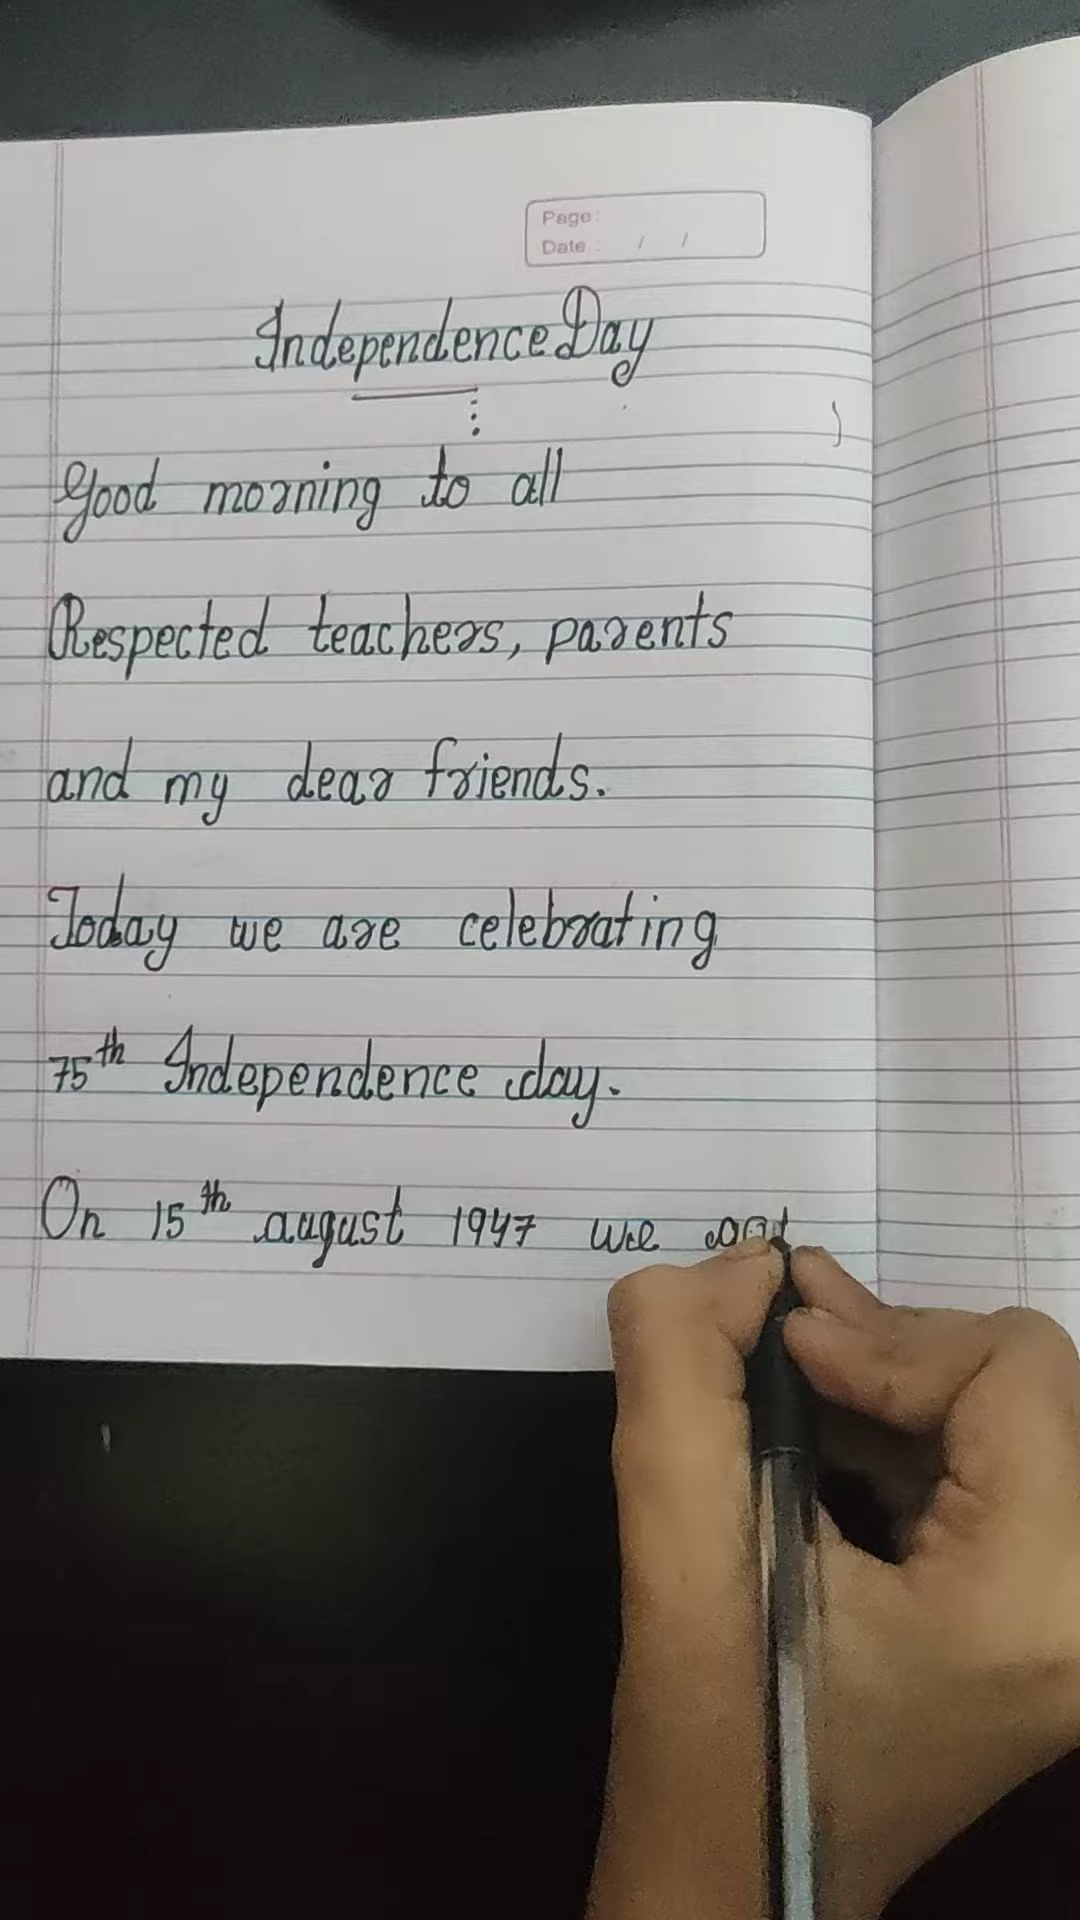 Page:
Date: / /
Independence Day
Good morning to all
Respected teachers, parents
and my dear friends.
Today we are celebrating
75th Independence day.
On 15th august 1947 we got